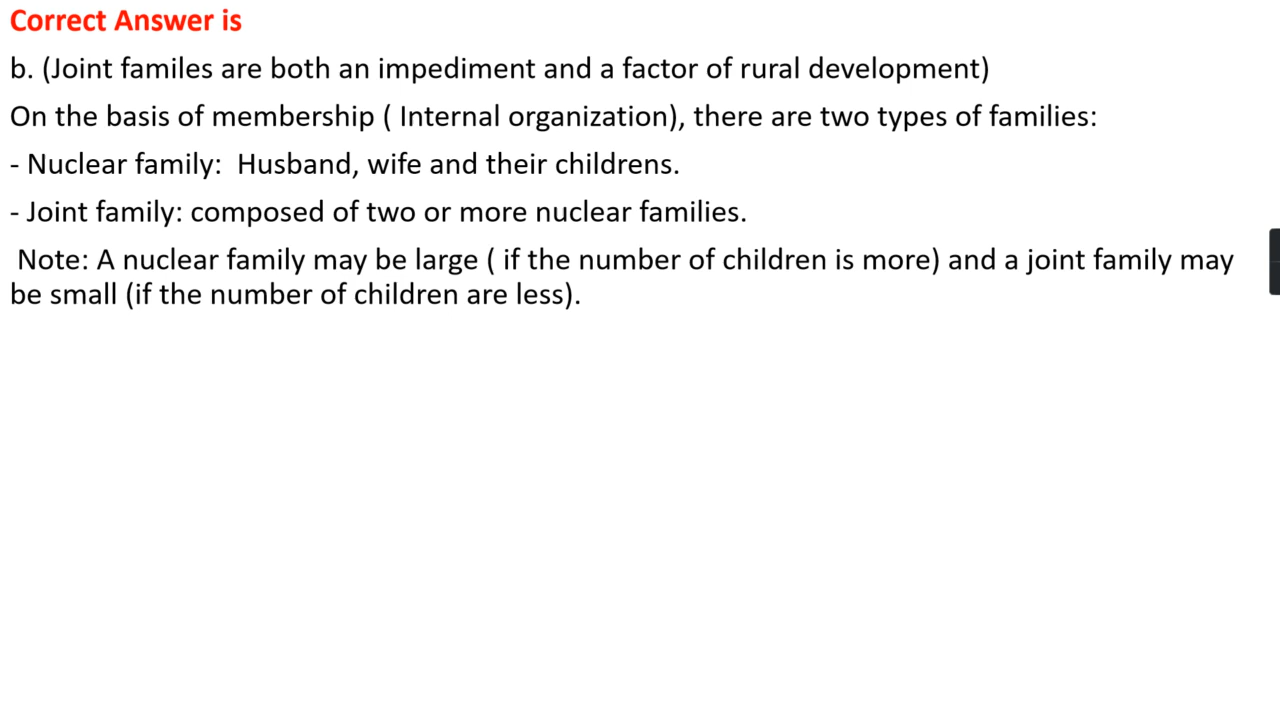 Correct Answer is
b. (Joint familes are both an impediment and a factor of rural development)
On the basis of membership ( Internal organization), there are two types of families:
- Nuclear family:  Husband, wife and their childrens.
- Joint family: composed of two or more nuclear families.
Note: A nuclear family may be large ( if the number of children is more) and a joint family may
be small (if the number of children are less).